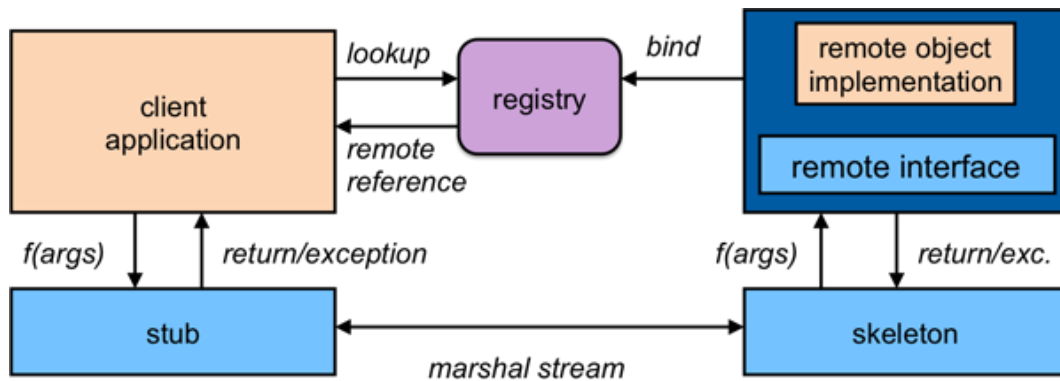 client
application
lookup
registry
remote
reference
bind
remote object
implementation
remote interface
f(args)
return/exception
f(args)
return/exc.
stub
marshal stream
skeleton